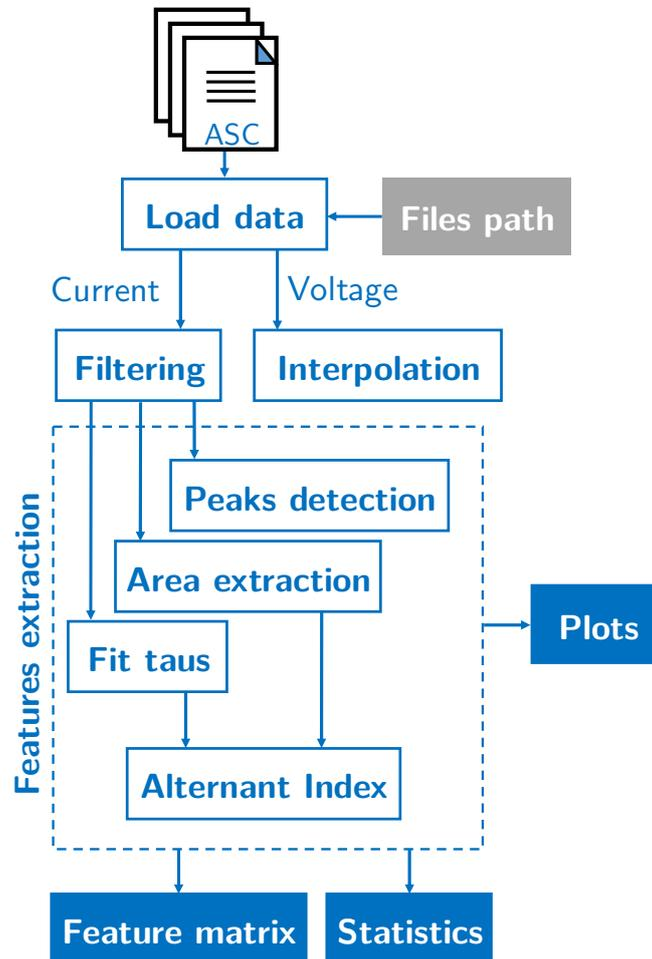 ASC
Load data
Files path
Current
Voltage
Filtering
Interpolation
Features extraction
Peaks detection
Area extraction
Fit taus
Plots
Alternant Index
Feature matrix
Statistics